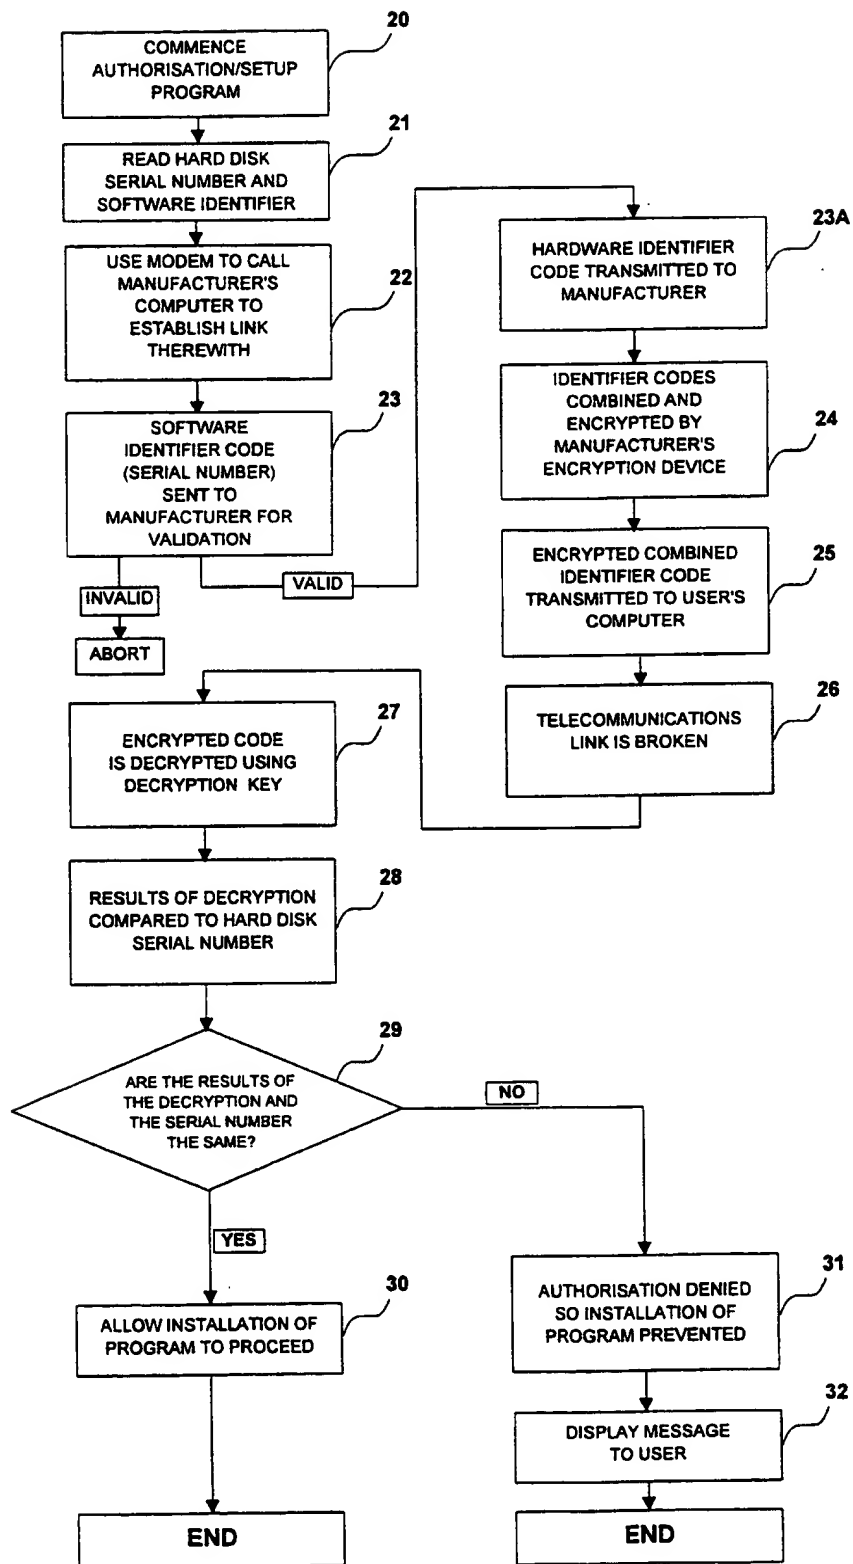 20
COMMENCE
AUTHORISATION/SETUP
PROGRAM
21
READ HARD DISK
SERIAL NUMBER AND
SOFTWARE IDENTIFIER
22
USE MODEM TO CALL
MANUFACTURER'S
COMPUTER TO
ESTABLISH LINK
THEREWITH
23
SOFTWARE
IDENTIFIER CODE
(SERIAL NUMBER)
SENT TO
MANUFACTURER FOR
VALIDATION
INVALID
ABORT
VALID
23A
HARDWARE IDENTIFIER
CODE TRANSMITTED TO
MANUFACTURER
24
IDENTIFIER CODES
COMBINED AND
ENCRYPTED BY
MANUFACTURER'S
ENCRYPTION DEVICE
25
ENCRYPTED COMBINED
IDENTIFIER CODE
TRANSMITTED TO USER'S
COMPUTER
26
TELECOMMUNICATIONS
LINK IS BROKEN
27
ENCRYPTED CODE
IS DECRYPTED USING
DECRYPTION KEY
28
RESULTS OF DECRYPTION
COMPARED TO HARD DISK
SERIAL NUMBER
29
ARE THE RESULTS OF
THE DECRYPTION AND
THE SERIAL NUMBER
THE SAME?
NO
YES
30
ALLOW INSTALLATION OF
PROGRAM TO PROCEED
END
31
AUTHORISATION DENIED
SO INSTALLATION OF
PROGRAM PREVENTED
32
DISPLAY MESSAGE
TO USER
END